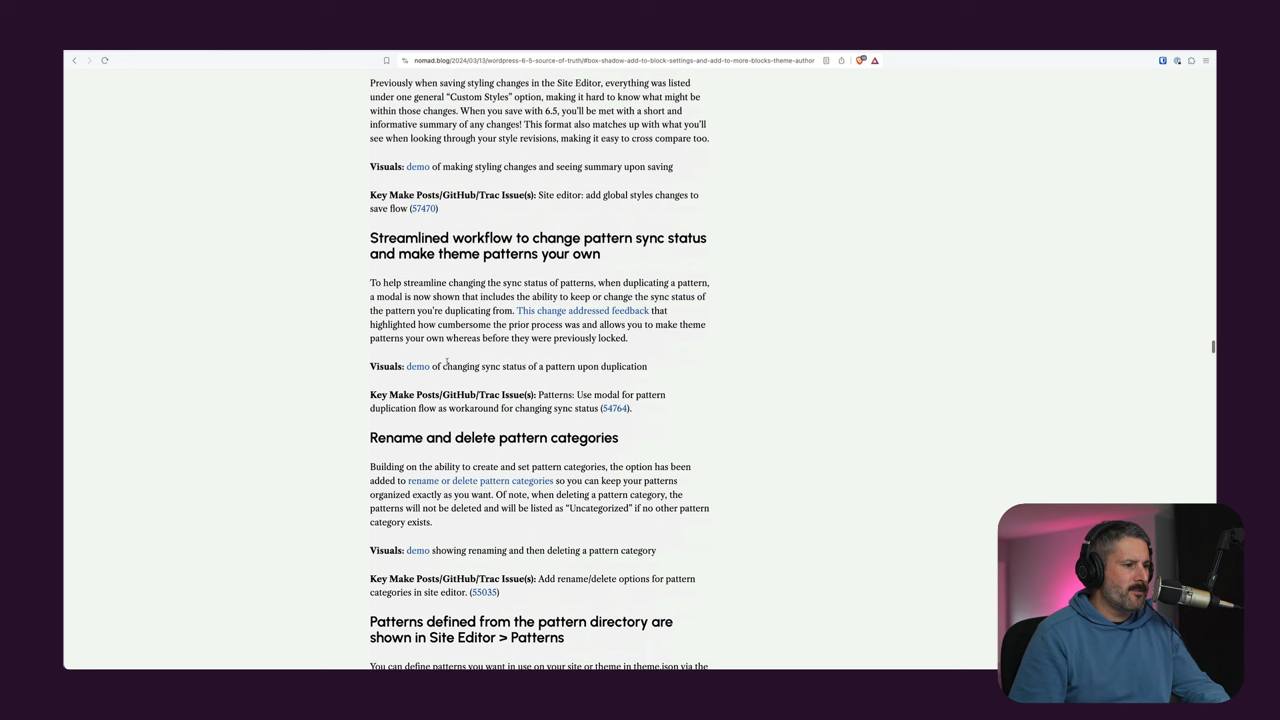 nomad.blog/2024/03/13/wordpress-6-5-source-of-truth/#box-shadow-add-to-block-settings-and-add-to-more-blocks-theme-author
Previously when saving styling changes in the Site Editor, everything was listed
under one general “Custom Styles” option, making it hard to know what might be
within those changes. When you save with 6.5, you’ll be met with a short and
informative summary of any changes! This format also matches up with what you’ll
see when looking through your style revisions, making it easy to cross compare too.
Visuals: demo of making styling changes and seeing summary upon saving
Key Make Posts/GitHub/Trac Issue(s): Site editor: add global styles changes to
save flow (57470)
Streamlined workflow to change pattern sync status
and make theme patterns your own
To help streamline changing the sync status of patterns, when duplicating a pattern,
a modal is now shown that includes the ability to keep or change the sync status of
the pattern you’re duplicating from. This change addressed feedback that
highlighted how cumbersome the prior process was and allows you to make theme
patterns your own whereas before they were previously locked.
Visuals: demo of changing sync status of a pattern upon duplication
Key Make Posts/GitHub/Trac Issue(s): Patterns: Use modal for pattern
duplication flow as workaround for changing sync status (54764).
Rename and delete pattern categories
Building on the ability to create and set pattern categories, the option has been
added to rename or delete pattern categories so you can keep your patterns
organized exactly as you want. Of note, when deleting a pattern category, the
patterns will not be deleted and will be listed as “Uncategorized” if no other pattern
category exists.
Visuals: demo showing renaming and then deleting a pattern category
Key Make Posts/GitHub/Trac Issue(s): Add rename/delete options for pattern
categories in site editor. (55035)
Patterns defined from the pattern directory are
shown in Site Editor > Patterns
You can define patterns you want in use on your site or theme in theme.json via the